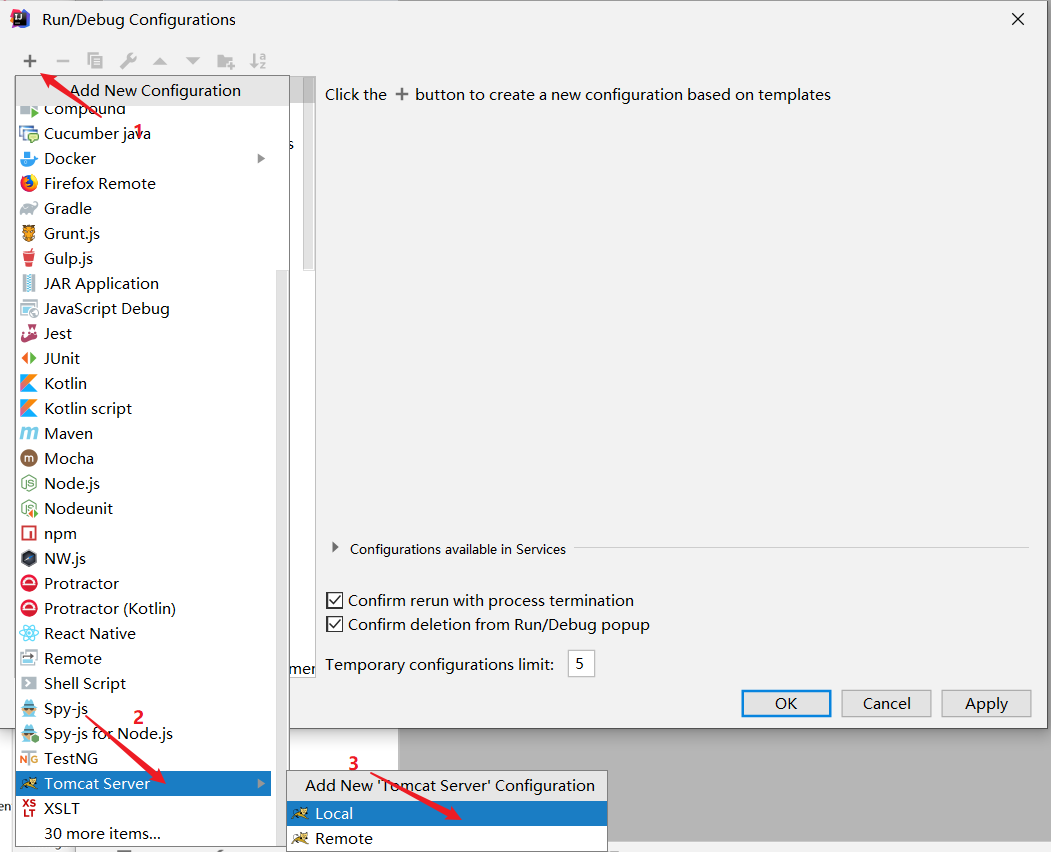 Run/Debug Configurations
Add New Configuration
Click the + button to create a new configuration based on templates
Compound
1
Cucumber java
s
Docker
Firefox Remote
Gradle
Grunt.js
Gulp.js
JAR Application
JavaScript Debug
Jest
JUnit
Kotlin
Kotlin script
Maven
Mocha
Node.js
Nodeunit
npm
NW.js
Protractor
Protractor (Kotlin)
React Native
Remote
Shell Script
Spy-js
2
Spy-js for Node.js
TestNG
Tomcat Server
XSLT
30 more items...
Configurations available in Services
Confirm rerun with process termination
Confirm deletion from Run/Debug popup
mer
Temporary configurations limit: 5
OK Cancel Apply
3
Add New 'Tomcat Server' Configuration
Local
Remote
en